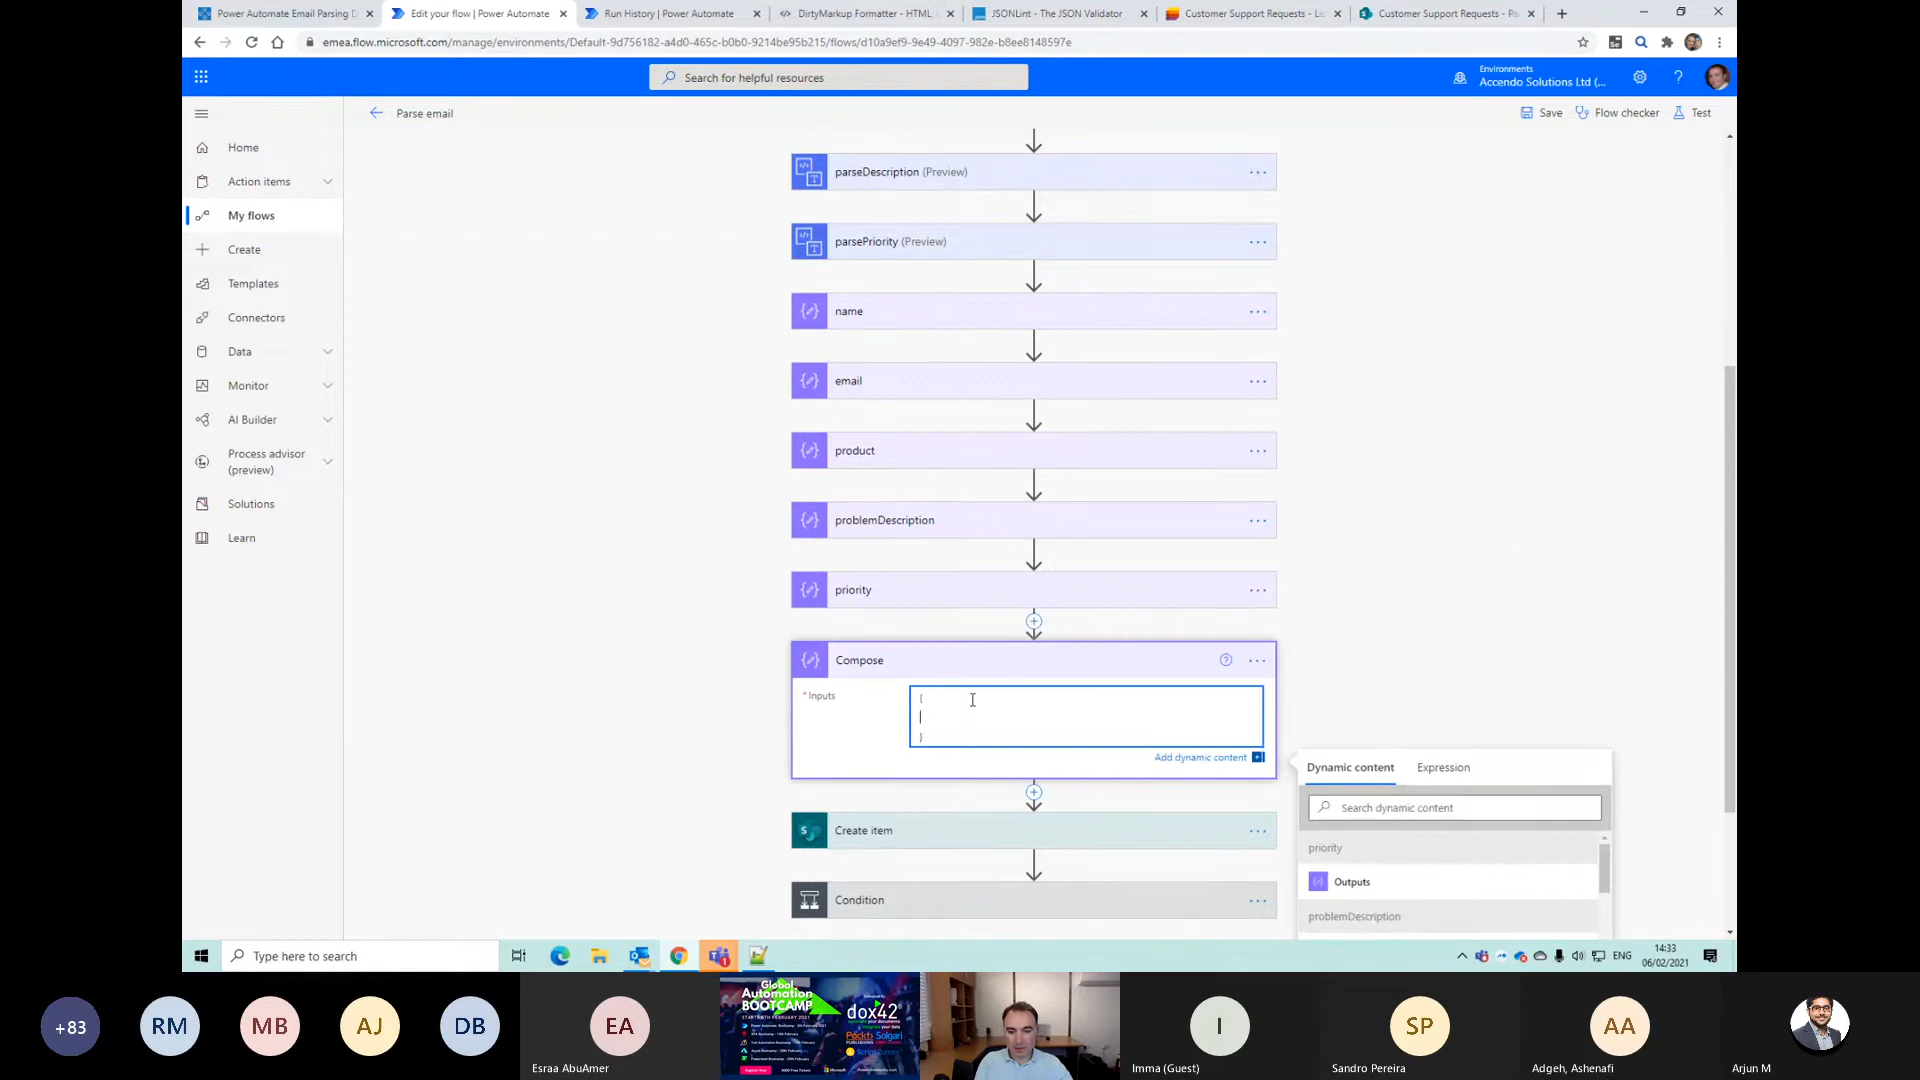 Power Automate Email Parsing D
Edit your flow | Power Automate
Run History | Power Automate
DirtyMarkup Formatter - HTML,
JSONLint - The JSON Validator
Customer Support Requests - Lis
Customer Support Requests - Pa
emea.flow.microsoft.com/manage/environments/Default-9d756182-a4d0-465c-b0b0-9214be95b215/flows/d10a9ef9-9e49-4097-982e-b8ee8148597e
Search for helpful resources
Environments
Accendo Solutions Ltd (...
Parse email
Save
Flow checker
Test
Home
Action items
My flows
Create
Templates
Connectors
Data
Monitor
AI Builder
Process advisor
(preview)
Solutions
Learn
parseDescription (Preview)
parsePriority (Preview)
name
email
product
problemDescription
priority
Compose
* Inputs
{
}
Add dynamic content
Create item
Condition
Dynamic content
Expression
Search dynamic content
priority
Outputs
problemDescription
Type here to search
ENG
14:33
06/02/2021
+83
RM
MB
AJ
DB
EA
Esraa AbuAmer
Global
Automation
BOOTCAMP
dox42
I
Imma (Guest)
SP
Sandro Pereira
AA
Adgeh, Ashenafi
Arjun M